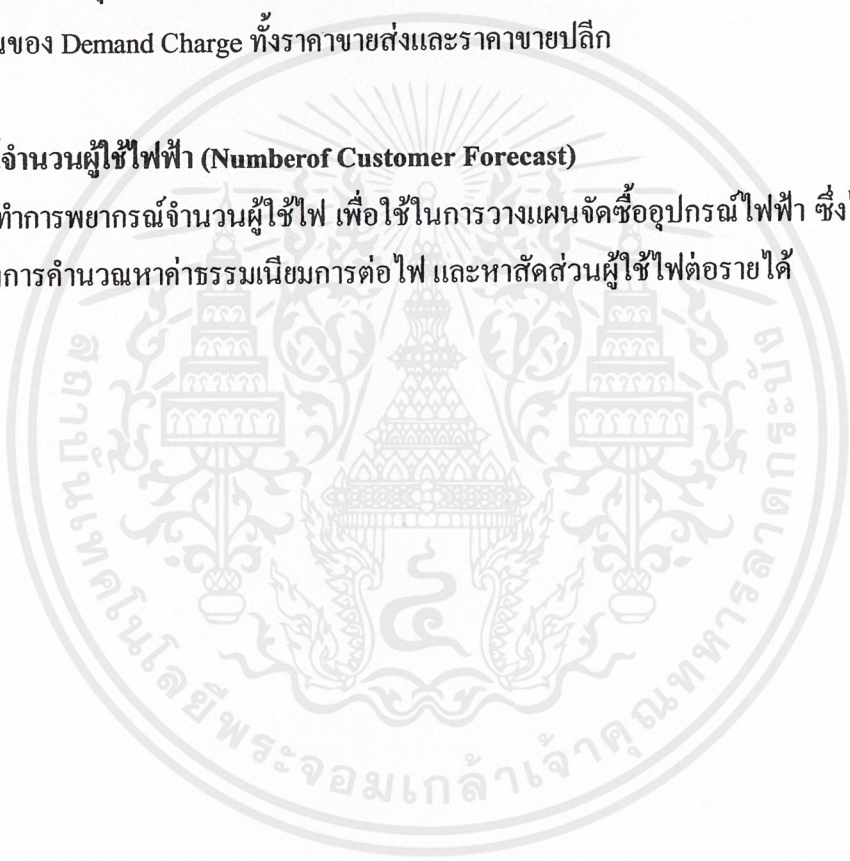 ของ Demand Charge ทั้งราคาขายส่งและราคาขายปลีก
จำนวนผู้ใช้ไฟฟ้า (Numberof Customer Forecast)
ทำการพยากรณ์จำนวนผู้ใช้ไฟ เพื่อใช้ในการวางแผนจัดซื้ออุปกรณ์ไฟฟ้า ซึ่ง
การคำนวณหาค่าธรรมเนียมการต่อไฟ และหาสัดส่วนผู้ใช้ไฟต่อรายได้
สถาบันเทคโนโลยีพระจอมเกล้าเจ้าคุณทหารลาดกระบัง